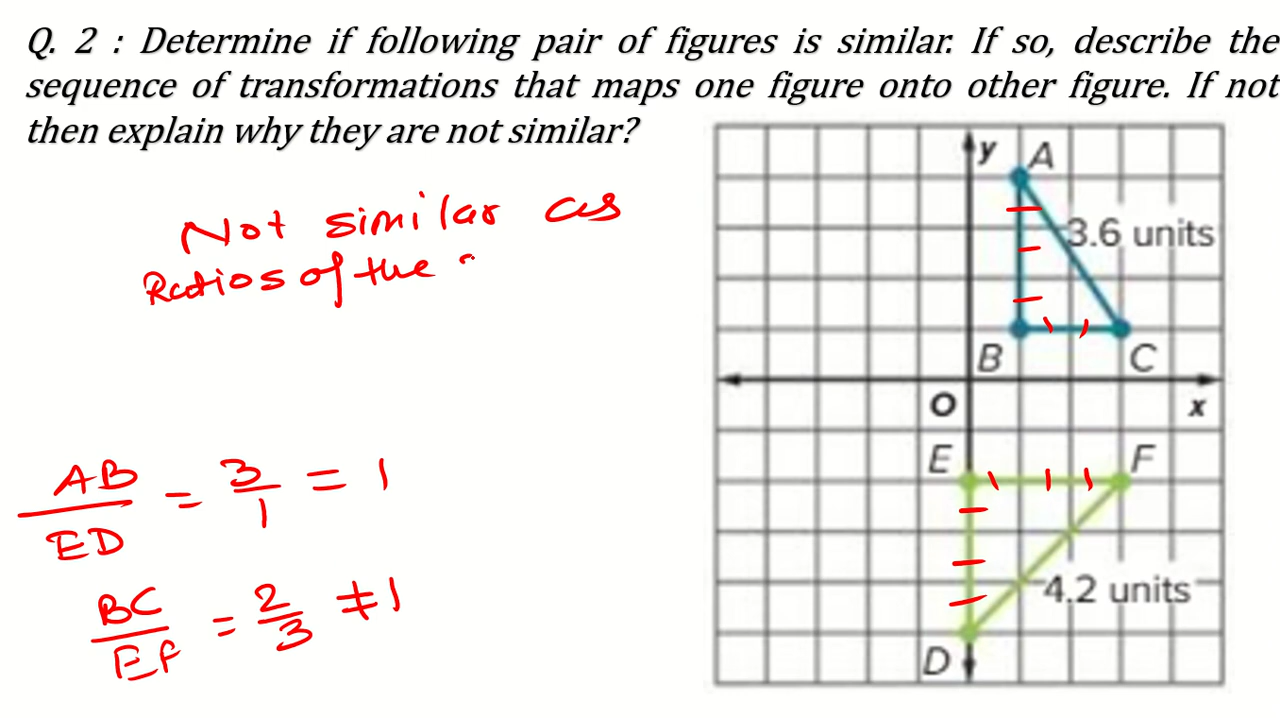 Q. 2 : Determine if following pair of figures is similar. If so, describe the
sequence of transformations that maps one figure onto other figure. If not
then explain why they are not similar?
Not similar as
Ratios of the
y
A
3.6 units
B
C
O
x
E
F
4.2 units
D
AB/ED = 3/1 = 1
BC/EF = 2/3 ≠ 1